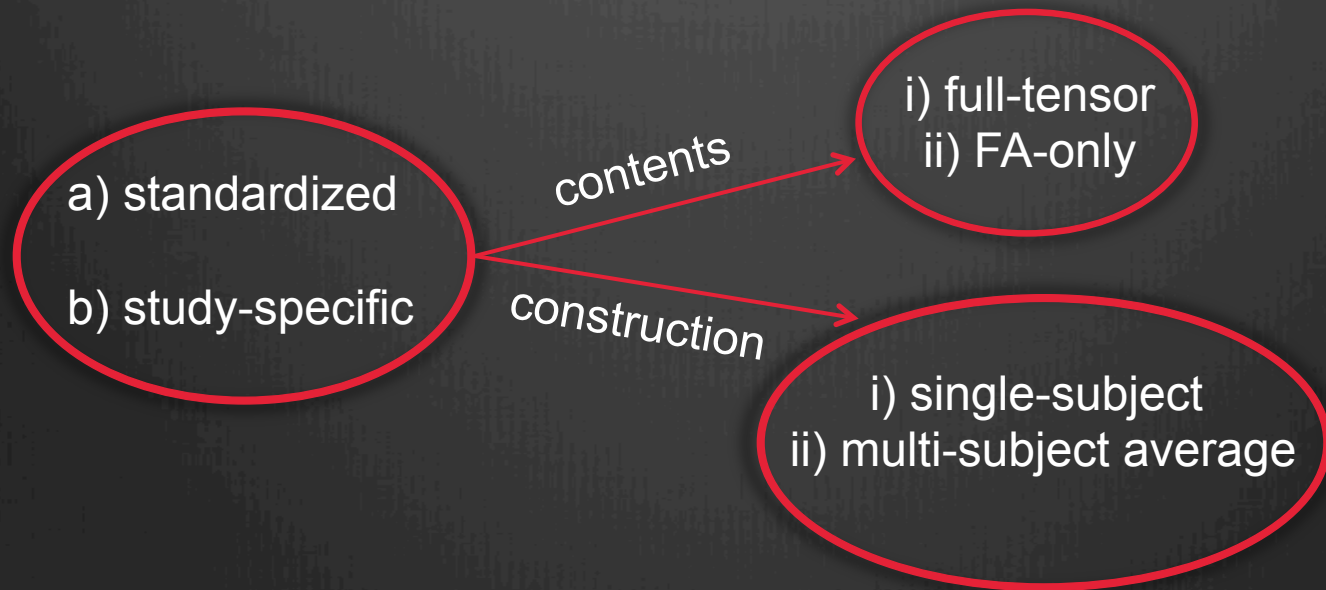 a) standardized
b) study-specific
contents
construction
i) full-tensor
ii) FA-only
i) single-subject
ii) multi-subject average